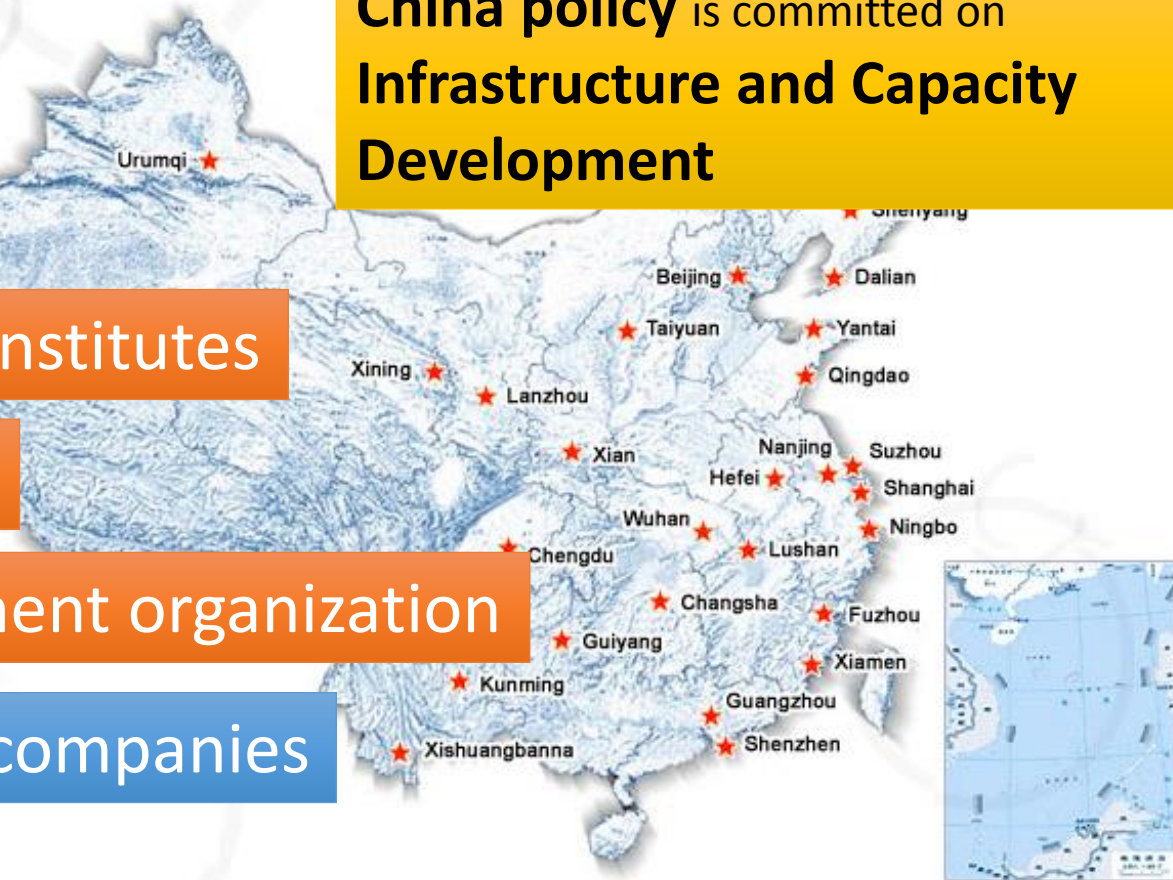 China policy is committed on
Infrastructure and Capacity
Development
Urumqi
Shenyang
Beijing
Dalian
nstitutes
Taiyuan
Yantai
Xining
Qingdao
Lanzhou
Nanjing
Suzhou
Xian
Hefei
Shanghai
Wuhan
Ningbo
Chengdu
Lushan
nent organization
Changsha
Fuzhou
Guiyang
Xiamen
Kunming
Guangzhou
companies
Xishuangbanna
Shenzhen